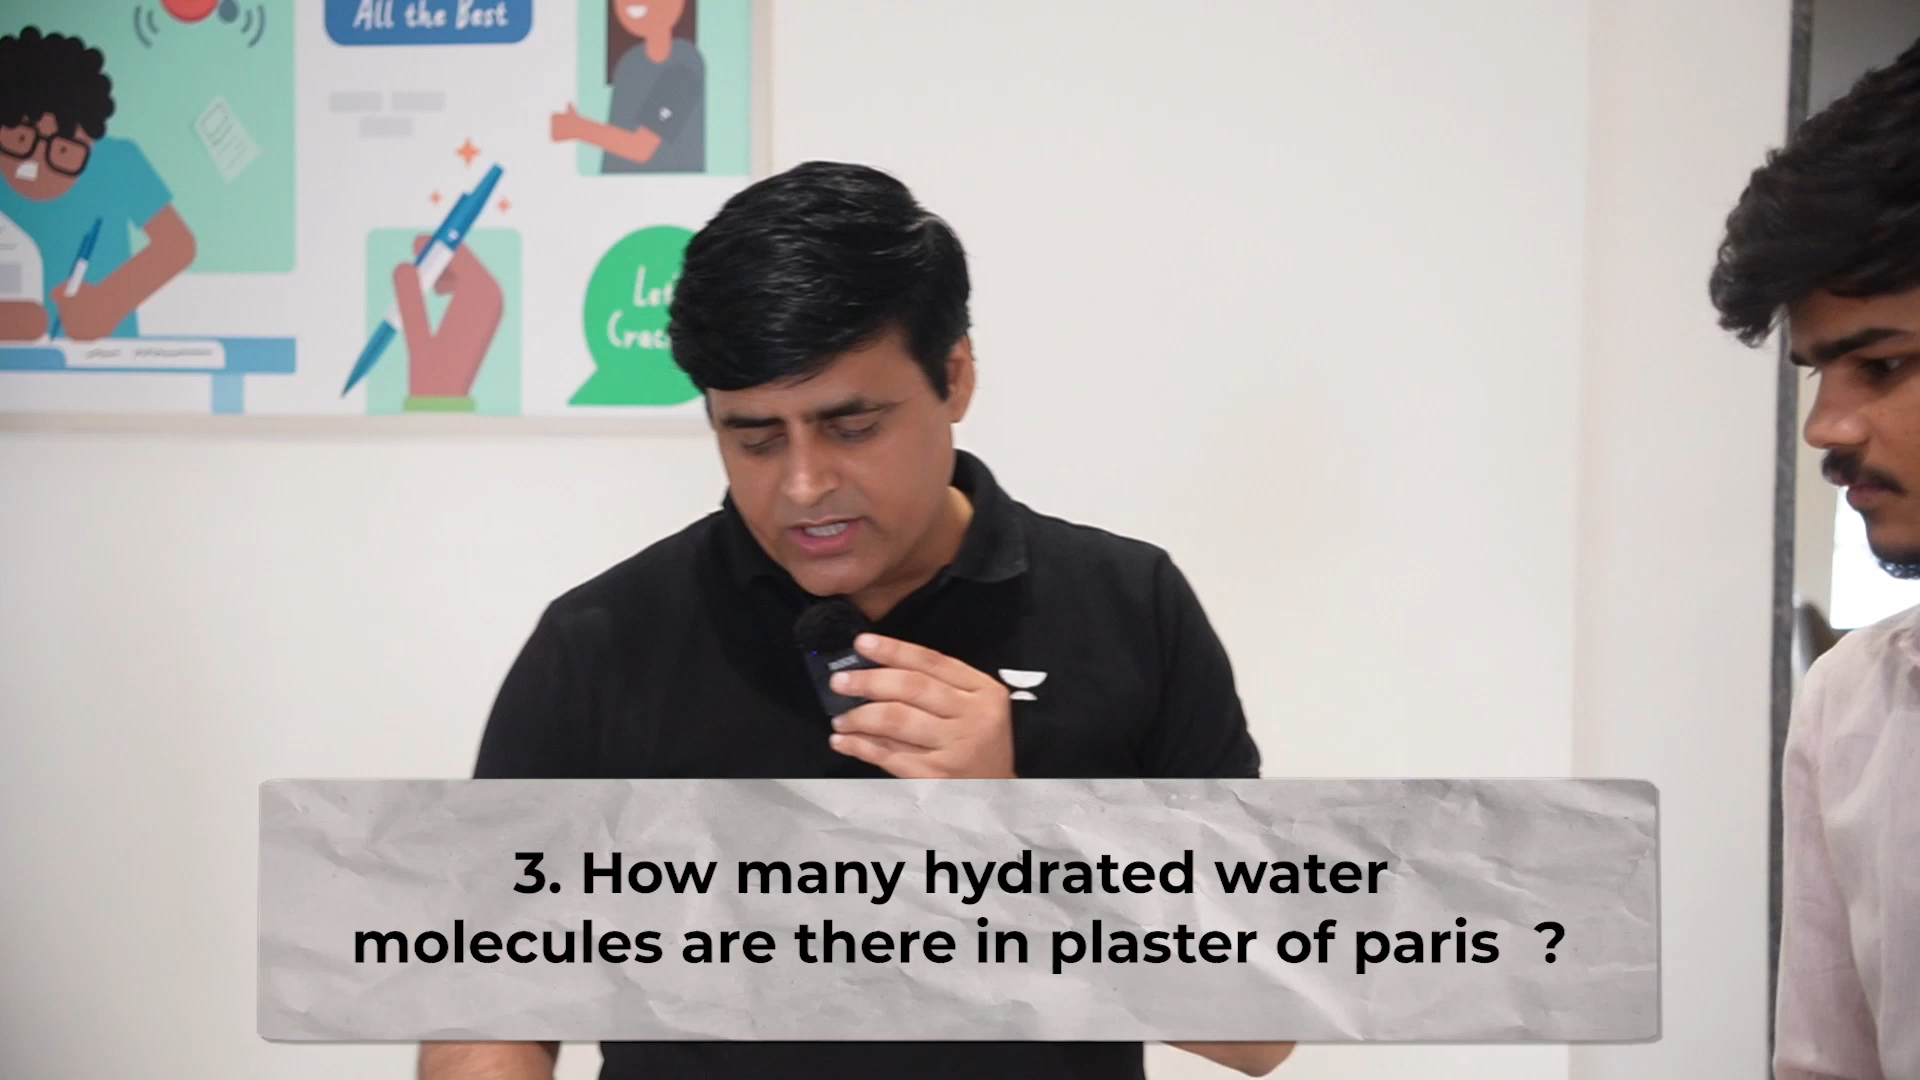 All the Best
3. How many hydrated water
molecules are there in plaster of paris ?